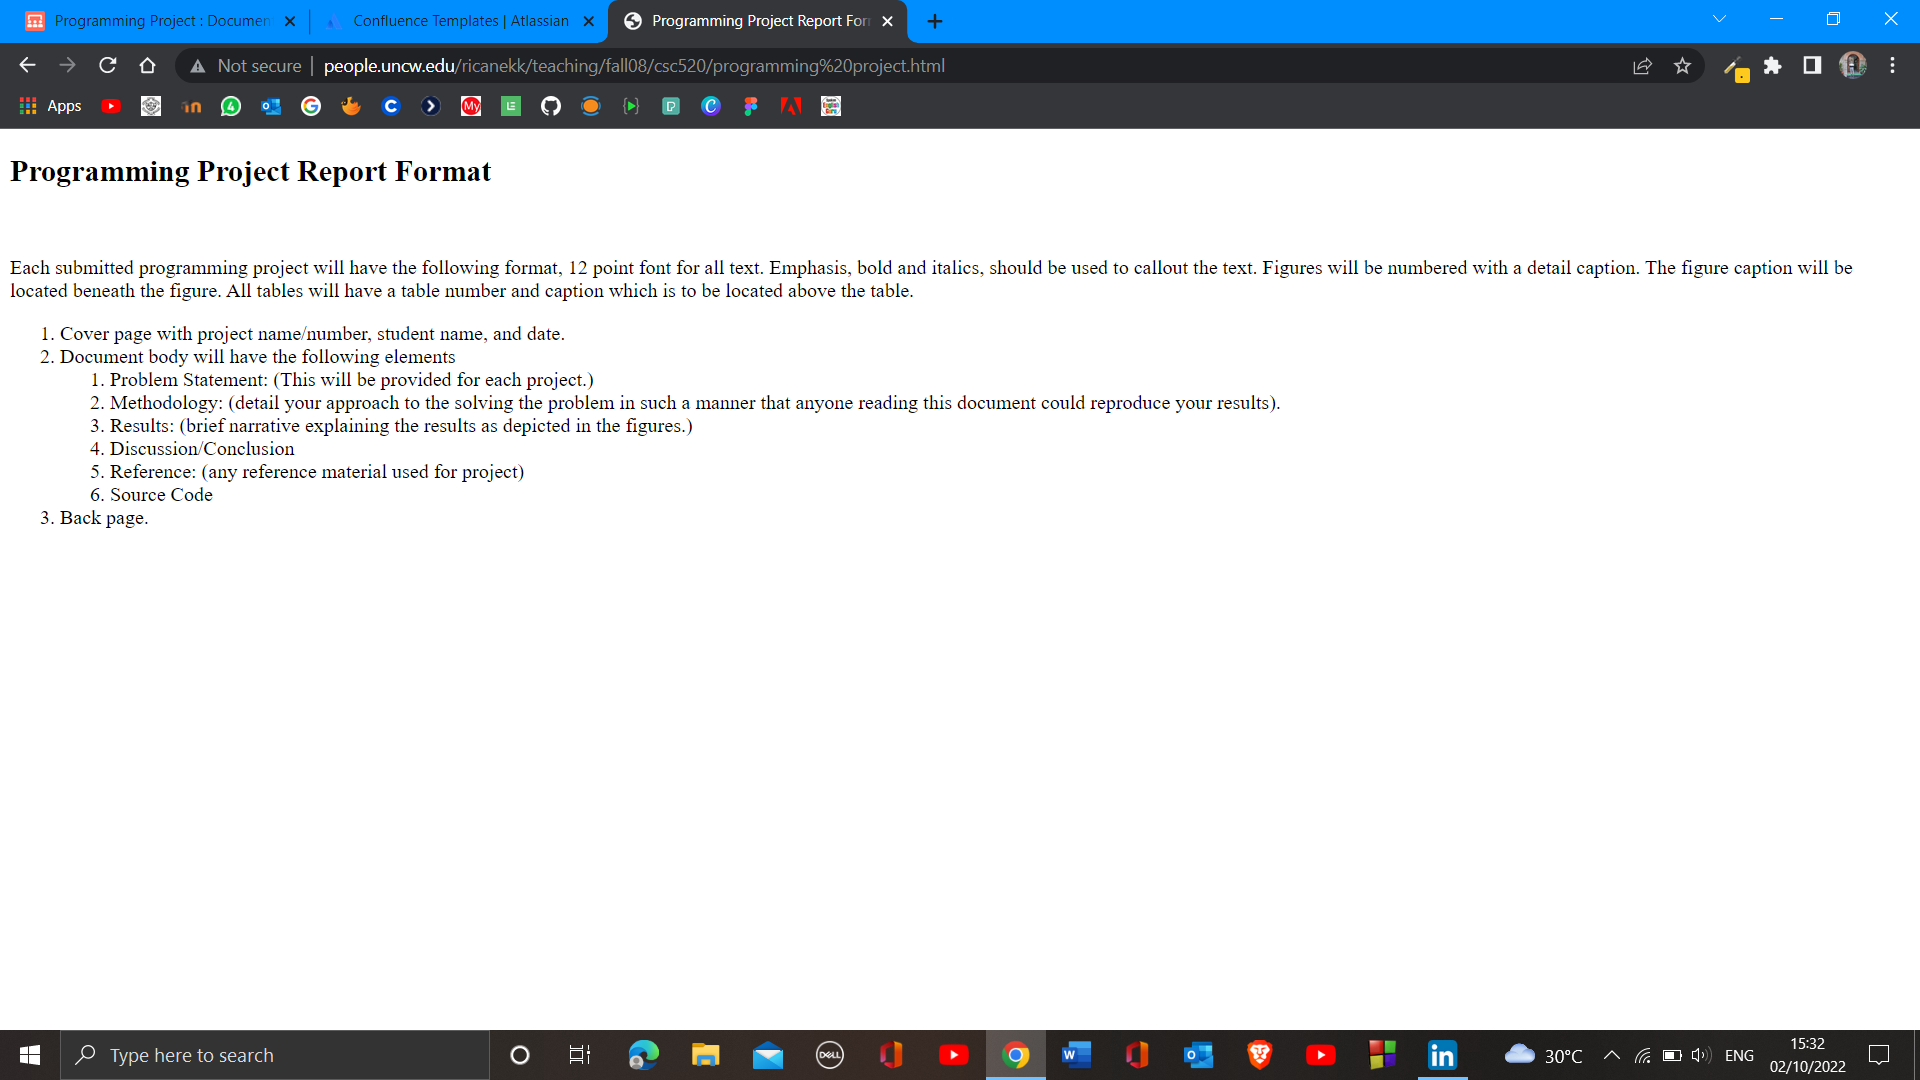 Programming Project : Documen
Confluence Templates | Atlassian
Programming Project Report For
Not secure | people.uncw.edu/ricanekk/teaching/fall08/csc520/programming%20project.html
Apps
Programming Project Report Format
Each submitted programming project will have the following format, 12 point font for all text. Emphasis, bold and italics, should be used to callout the text. Figures will be numbered with a detail caption. The figure caption will be
located beneath the figure. All tables will have a table number and caption which is to be located above the table.
1. Cover page with project name/number, student name, and date.
2. Document body will have the following elements
1. Problem Statement: (This will be provided for each project.)
2. Methodology: (detail your approach to the solving the problem in such a manner that anyone reading this document could reproduce your results).
3. Results: (brief narrative explaining the results as depicted in the figures.)
4. Discussion/Conclusion
5. Reference: (any reference material used for project)
6. Source Code
3. Back page.
Type here to search
DELL
30°C
ENG
15:32
02/10/2022